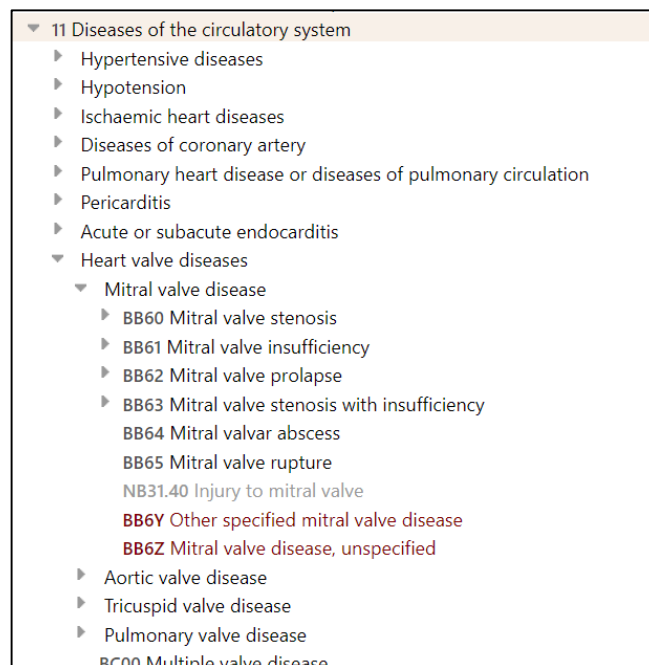 11 Diseases of the circulatory system
Hypertensive diseases
Hypotension
Ischaemic heart diseases
Diseases of coronary artery
Pulmonary heart disease or diseases of pulmonary circulation
Pericarditis
Acute or subacute endocarditis
Heart valve diseases
Mitral valve disease
BB60 Mitral valve stenosis
BB61 Mitral valve insufficiency
BB62 Mitral valve prolapse
BB63 Mitral valve stenosis with insufficiency
BB64 Mitral valvar abscess
BB65 Mitral valve rupture
NB31.40 Injury to mitral valve
BB6Y Other specified mitral valve disease
BB6Z Mitral valve disease, unspecified
Aortic valve disease
Tricuspid valve disease
Pulmonary valve disease
BC00 Multiple valve disease